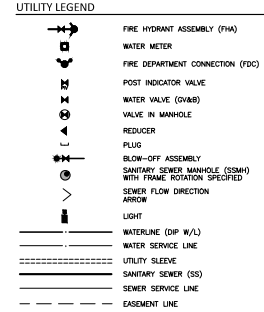 UTILITY LEGEND
FIRE HYDRANT ASSEMBLY (FHA)
WATER METER
FIRE DEPARTMENT CONNECTION (FDC)
POST INDICATOR VALVE
WATER VALVE (GV&B)
VALVE IN MANHOLE
REDUCER
PLUG
BLOW-OFF ASSEMBLY
SANITARY SEWER MANHOLE (SSMH)
WITH FRAME ROTATION SPECIFIED
SEWER FLOW DIRECTION
ARROW
LIGHT
WATERLINE (DIP W/L)
WATER SERVICE LINE
UTILITY SLEEVE
SANITARY SEWER (SS)
SEWER SERVICE LINE
EASEMENT LINE